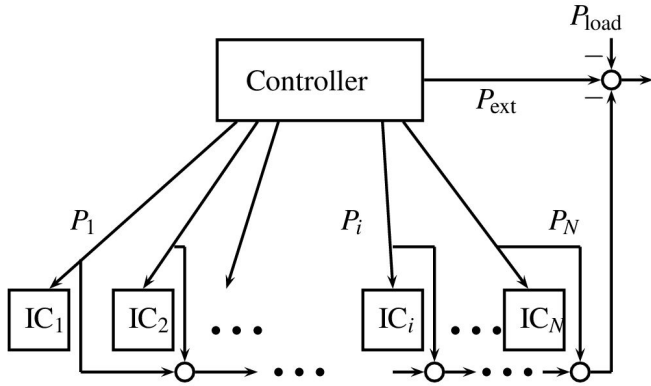 P_load
−
Controller
P_ext
−
P_1
P_i
P_N
IC_1
IC_2
• • •
IC_i
• • •
IC_N
• • •
• • •